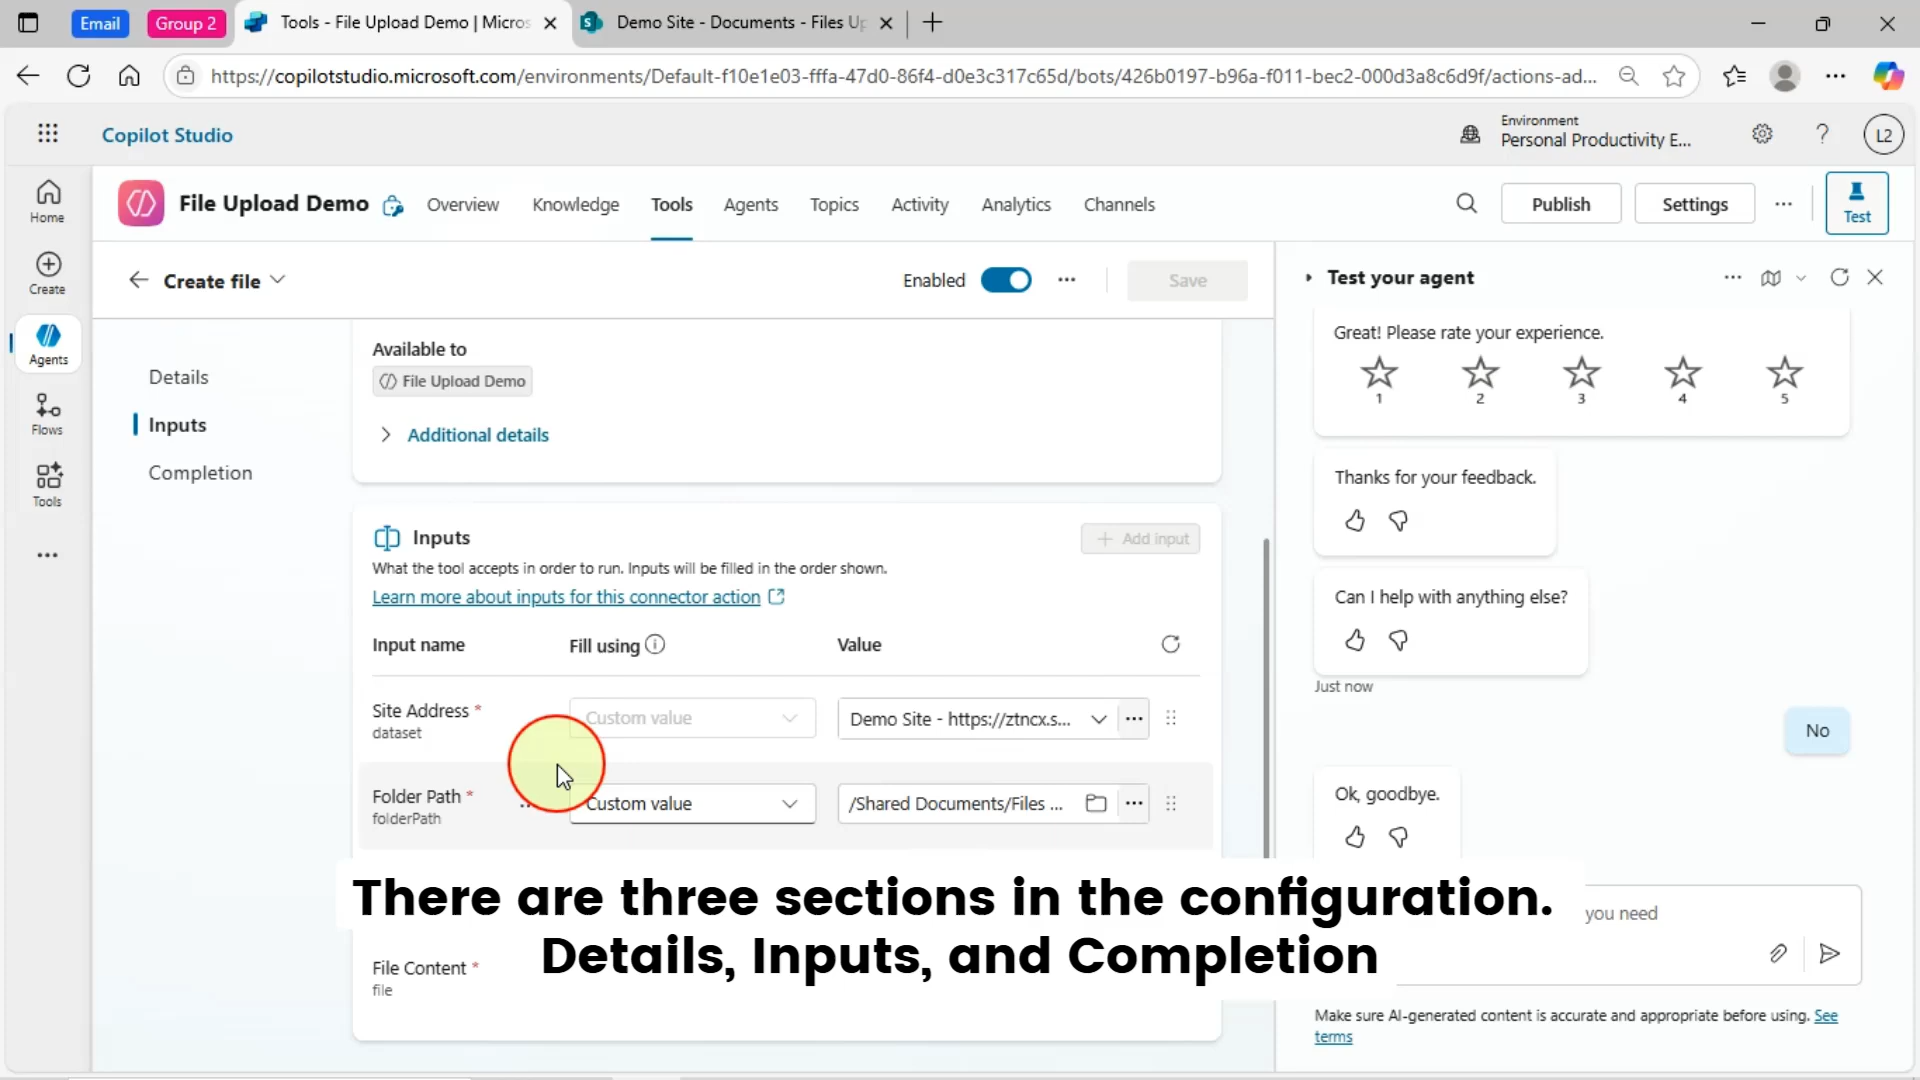 Email
Group 2
Tools - File Upload Demo | Micros
Demo Site - Documents - Files Up
https://copilotstudio.microsoft.com/environments/Default-f10e1e03-fffa-47d0-86f4-d0e3c317c65d/bots/426b0197-b96a-f011-bec2-000d3a8c6d9f/actions-ad...
Copilot Studio
Environment
Personal Productivity E...
?
L2
Home
Create
Agents
Flows
Tools
File Upload Demo
Overview
Knowledge
Tools
Agents
Topics
Activity
Analytics
Channels
Publish
Settings
Test
Create file
Enabled
Save
Details
Inputs
Completion
Available to
File Upload Demo
Additional details
Inputs
+ Add input
What the tool accepts in order to run. Inputs will be filled in the order shown.
Learn more about inputs for this connector action
Input name
Fill using
Value
Site Address *
dataset
Custom value
Demo Site - https://ztncx.s...
Folder Path *
folderPath
Custom value
/Shared Documents/Files ...
File Content *
file
Test your agent
Great! Please rate your experience.
1
2
3
4
5
Thanks for your feedback.
Can I help with anything else?
Just now
No
Ok, goodbye.
you need
Make sure AI-generated content is accurate and appropriate before using. See
terms
There are three sections in the configuration.
Details, Inputs, and Completion